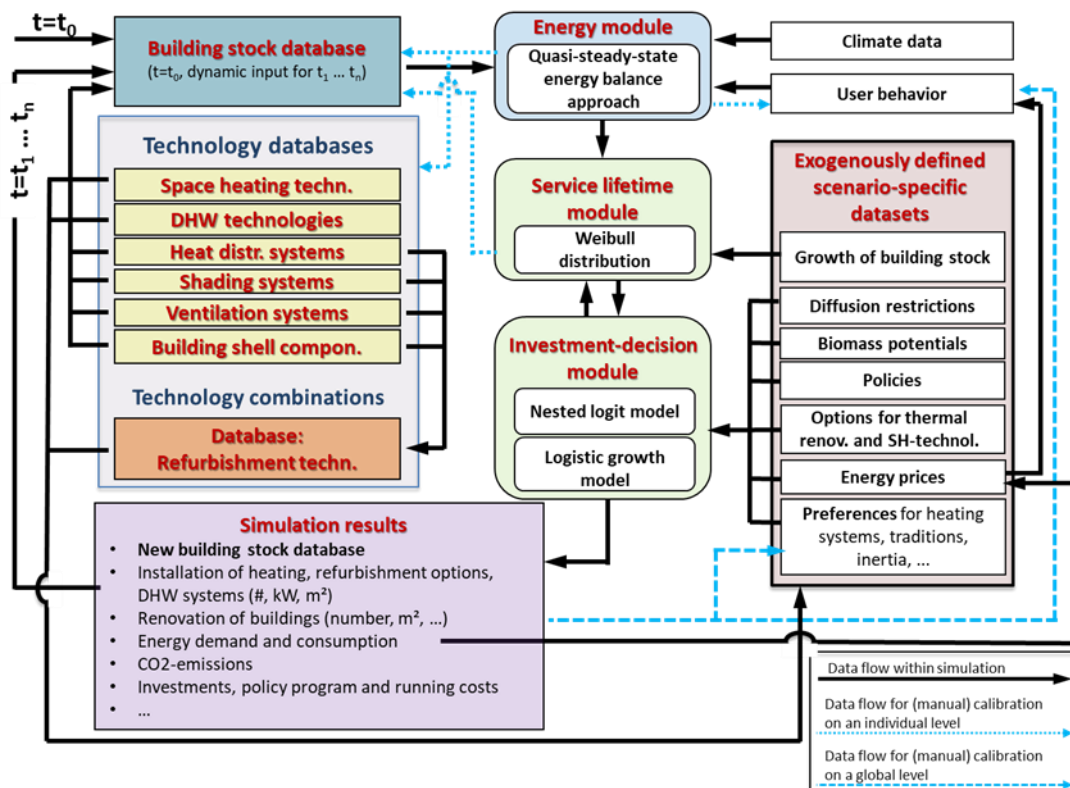 t=t0
t=t1 ... tn
Building stock database
(t=t0, dynamic input for t1 ... tn)
Technology databases
Space heating techn.
DHW technologies
Heat distr. systems
Shading systems
Ventilation systems
Building shell compon.
Technology combinations
Database:
Refurbishment techn.
Energy module
Quasi-steady-state
energy balance
approach
Service lifetime
module
Weibull
distribution
Investment-decision
module
Nested logit model
Logistic growth
model
Climate data
User behavior
Exogenously defined
scenario-specific
datasets
Growth of building stock
Diffusion restrictions
Biomass potentials
Policies
Options for thermal
renov. and SH-technol.
Energy prices
Preferences for heating
systems, traditions,
inertia, ...
Simulation results
• New building stock database
• Installation of heating, refurbishment options,
DHW systems (#, kW, m²)
• Renovation of buildings (number, m², ...)
• Energy demand and consumption
• CO2-emissions
• Investments, policy program and running costs
• ...
Data flow within simulation
Data flow for (manual) calibration
on an individual level
Data flow for (manual) calibration
on a global level